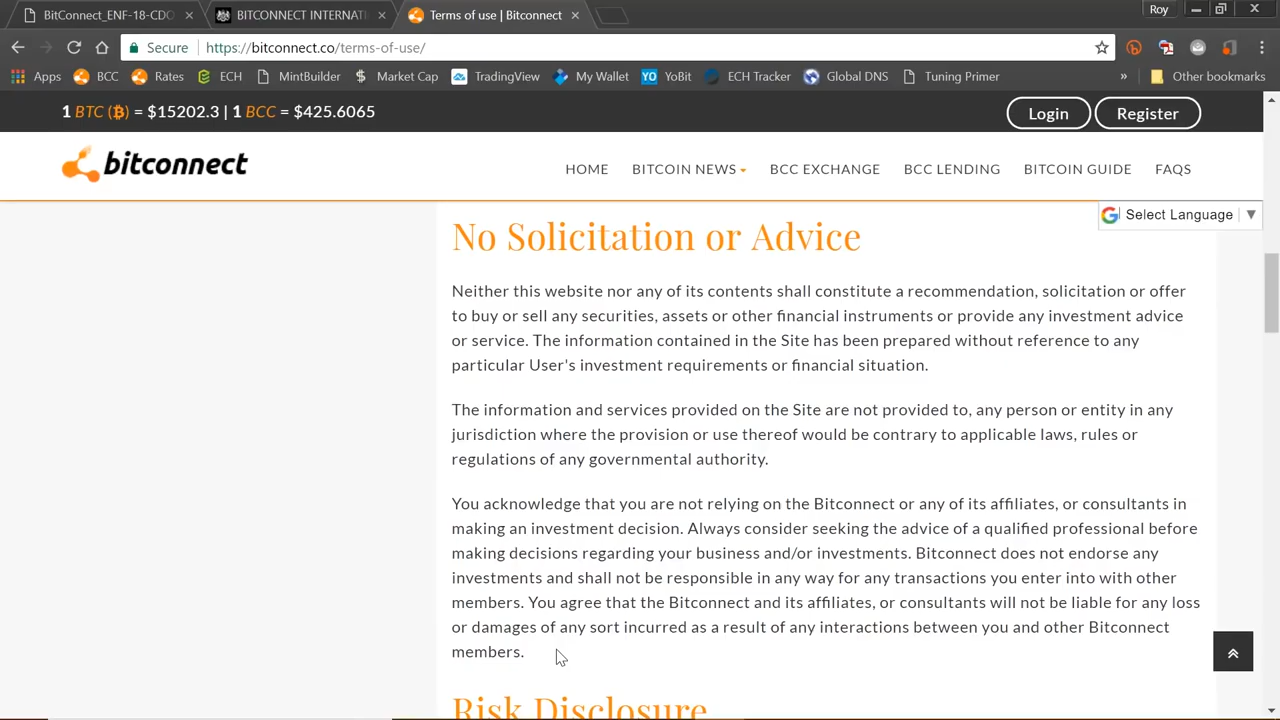 BitConnect_ENF-18-CDO
BITCONNECT INTERNATI
Terms of use | Bitconnect
Roy
Secure
https://bitconnect.co/terms-of-use/
Apps
BCC
Rates
ECH
MintBuilder
Market Cap
TradingView
My Wallet
YO
YoBit
ECH Tracker
Global DNS
Tuning Primer
»
Other bookmarks
1 BTC (₿) = $15202.3 | 1 BCC = $425.6065
Login
Register
bitconnect
HOME
BITCOIN NEWS
BCC EXCHANGE
BCC LENDING
BITCOIN GUIDE
FAQS
G Select Language ▼
No Solicitation or Advice
Neither this website nor any of its contents shall constitute a recommendation, solicitation or offer
to buy or sell any securities, assets or other financial instruments or provide any investment advice
or service. The information contained in the Site has been prepared without reference to any
particular User's investment requirements or financial situation.
The information and services provided on the Site are not provided to, any person or entity in any
jurisdiction where the provision or use thereof would be contrary to applicable laws, rules or
regulations of any governmental authority.
You acknowledge that you are not relying on the Bitconnect or any of its affiliates, or consultants in
making an investment decision. Always consider seeking the advice of a qualified professional before
making decisions regarding your business and/or investments. Bitconnect does not endorse any
investments and shall not be responsible in any way for any transactions you enter into with other
members. You agree that the Bitconnect and its affiliates, or consultants will not be liable for any loss
or damages of any sort incurred as a result of any interactions between you and other Bitconnect
members.
Risk Disclosure